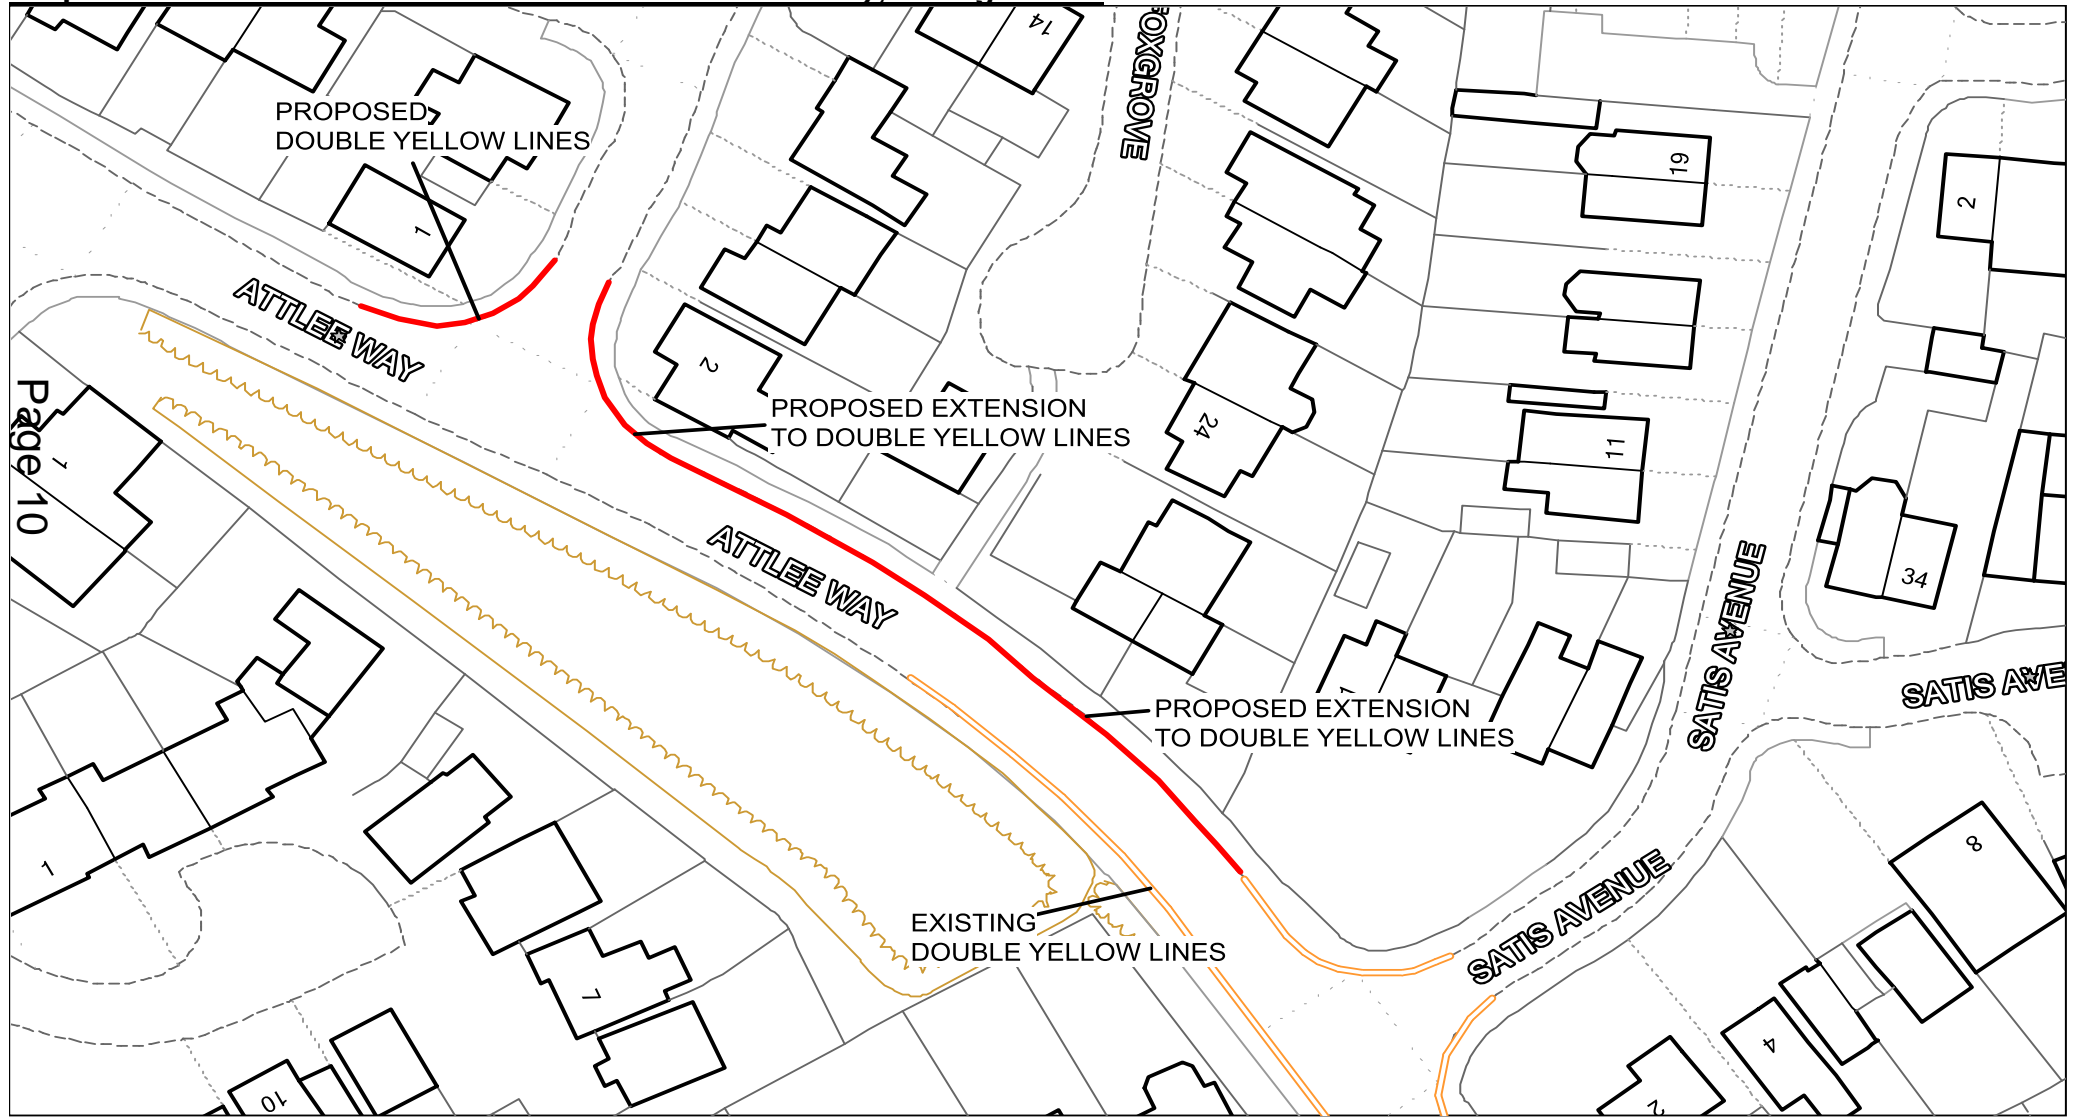 14
FOXGROVE
PROPOSED
DOUBLE YELLOW LINES
19
2
1
ATTLEE WAY
2
PROPOSED EXTENSION
TO DOUBLE YELLOW LINES
24
11
Page 10
1
ATTLEE WAY
34
SATIS AVENUE
SATIS AVE
1
PROPOSED EXTENSION
TO DOUBLE YELLOW LINES
1
8
SATIS AVENUE
EXISTING
DOUBLE YELLOW LINES
7
4
10
2